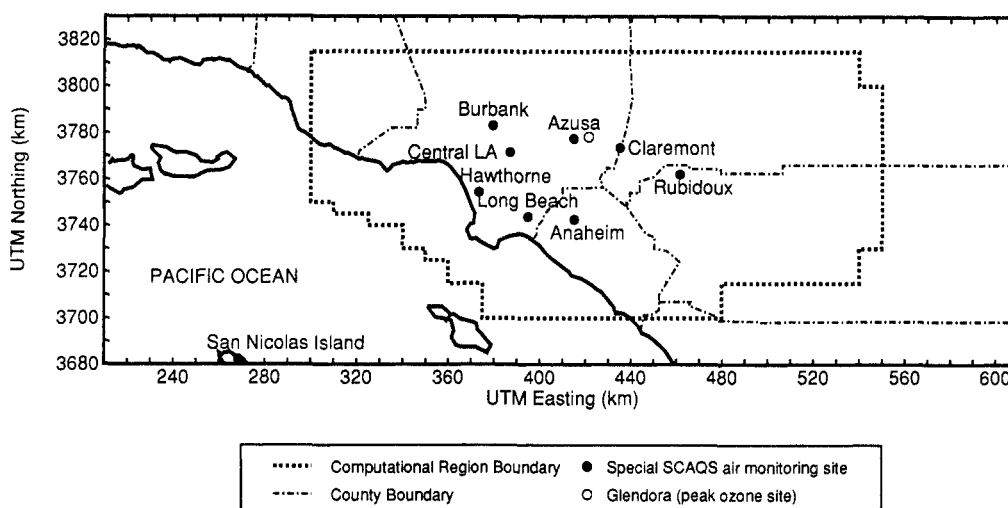 3820
3800
3780
3760
3740
3720
3700
3680
UTM Northing (km)
Burbank
Azusa
Central LA
Claremont
Hawthorne
Rubidoux
Long Beach
Anaheim
PACIFIC OCEAN
San Nicolas Island
240 280 320 360 400 440 480 520 560 600
UTM Easting (km)
Computational Region Boundary
Special SCAQS air monitoring site
County Boundary
Glendora (peak ozone site)